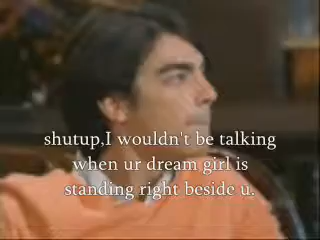 shutup,I wouldn't be talking
when ur dream girl is
standing right beside u.